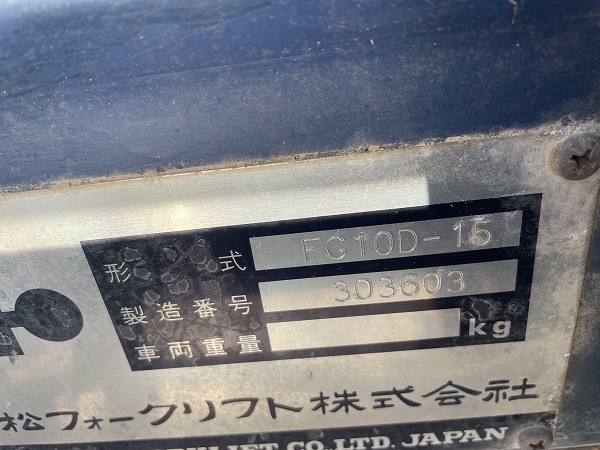 形式 FG10D-15
製造番号 303603
車両重量 kg
松フォークリフト株式会社
CO., LTD. JAPAN